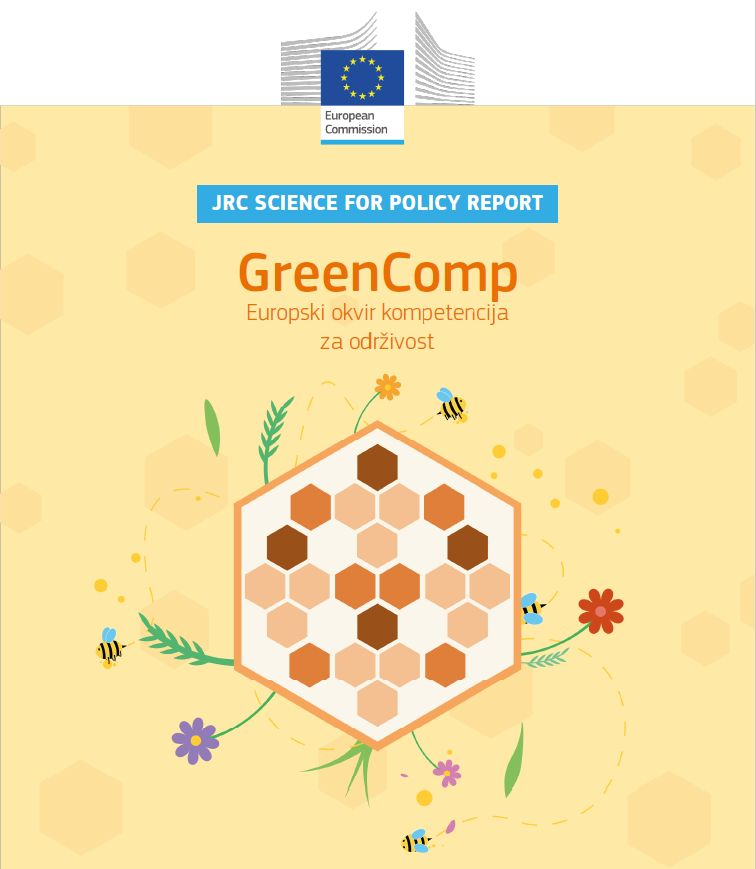 European
Commission
JRC SCIENCE FOR POLICY REPORT
GreenComp
Europski okvir kompetencija
za održivost